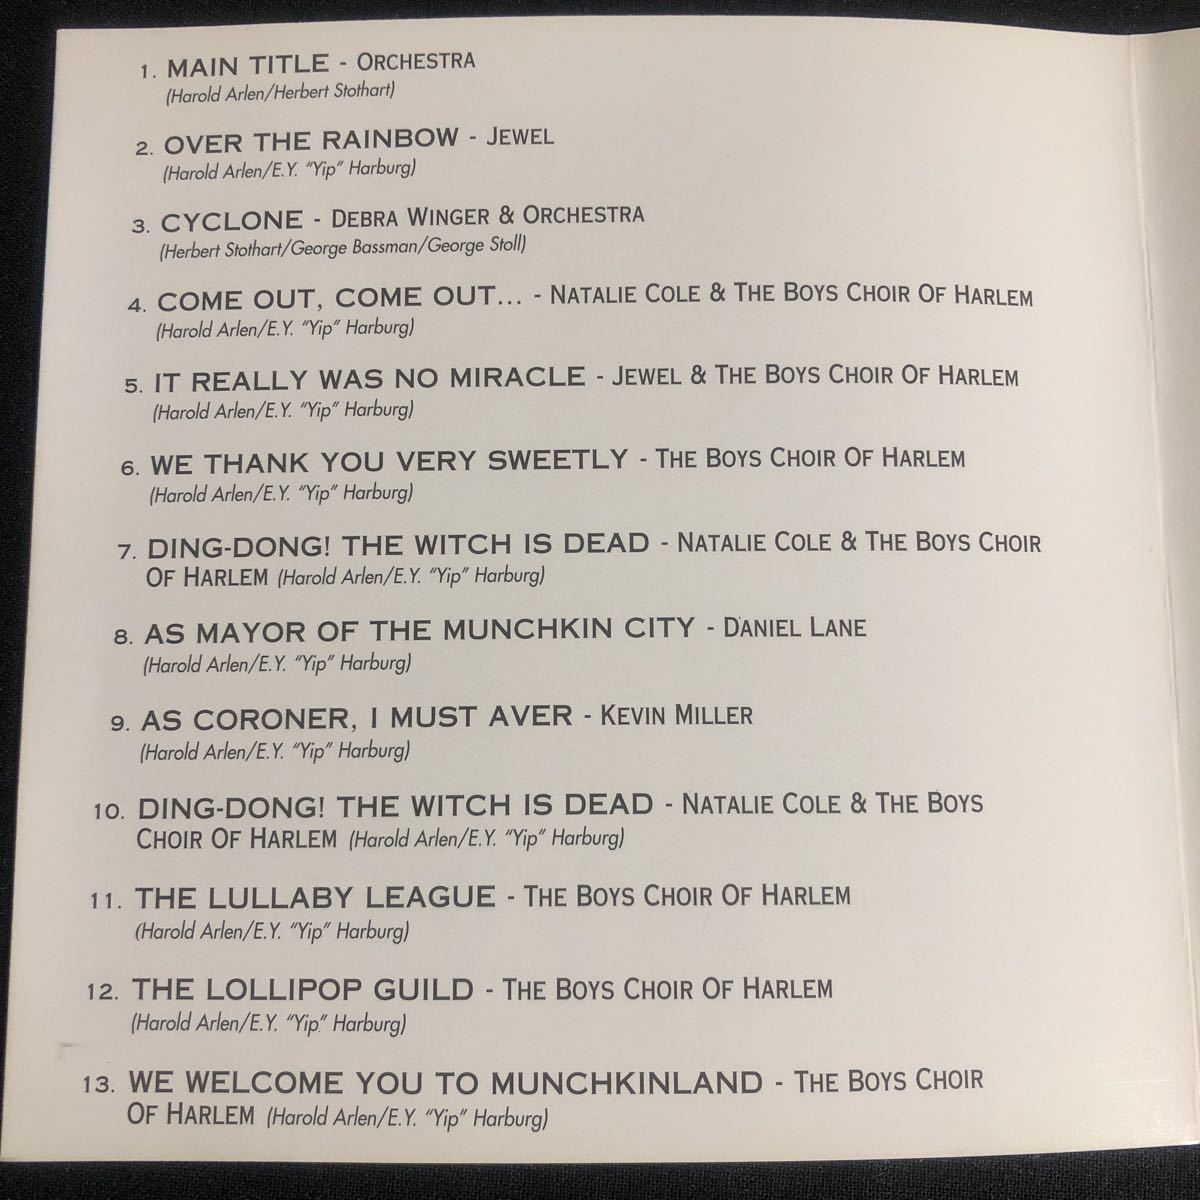 1. MAIN TITLE - ORCHESTRA
(Harold Arlen/Herbert Stothart)
2. OVER THE RAINBOW - JEWEL
(Harold Arlen/E.Y. “Yip” Harburg)
3. CYCLONE - DEBRA WINGER & ORCHESTRA
(Herbert Stothart/George Bassman/George Stoll)
4. COME OUT, COME OUT... - NATALIE COLE & THE BOYS CHOIR OF HARLEM
(Harold Arlen/E.Y. “Yip” Harburg)
5. IT REALLY WAS NO MIRACLE - JEWEL & THE BOYS CHOIR OF HARLEM
(Harold Arlen/E.Y. “Yip” Harburg)
6. WE THANK YOU VERY SWEETLY - THE BOYS CHOIR OF HARLEM
(Harold Arlen/E.Y. “Yip” Harburg)
7. DING-DONG! THE WITCH IS DEAD - NATALIE COLE & THE BOYS CHOIR
OF HARLEM (Harold Arlen/E.Y. “Yip” Harburg)
8. AS MAYOR OF THE MUNCHKIN CITY - DANIEL LANE
(Harold Arlen/E.Y. “Yip” Harburg)
9. AS CORONER, I MUST AVER - KEVIN MILLER
(Harold Arlen/E.Y. “Yip” Harburg)
10. DING-DONG! THE WITCH IS DEAD - NATALIE COLE & THE BOYS
CHOIR OF HARLEM (Harold Arlen/E.Y. “Yip” Harburg)
11. THE LULLABY LEAGUE - THE BOYS CHOIR OF HARLEM
(Harold Arlen/E.Y. “Yip” Harburg)
12. THE LOLLIPOP GUILD - THE BOYS CHOIR OF HARLEM
(Harold Arlen/E.Y. “Yip” Harburg)
13. WE WELCOME YOU TO MUNCHKINLAND - THE BOYS CHOIR
OF HARLEM (Harold Arlen/E.Y. “Yip” Harburg)